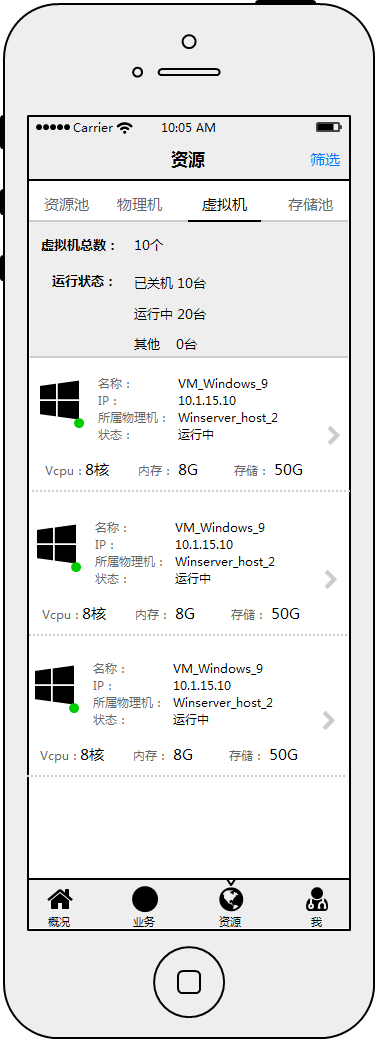 Carrier 10:05 AM
资源 筛选
资源池 物理机 虚拟机 存储池
虚拟机总数： 10个
运行状态： 已关机 10台
运行中 20台
其他 0台
名称： VM_Windows_9
IP： 10.1.15.10
所属物理机： Winserver_host_2
状态： 运行中
Vcpu：8核 内存： 8G 存储： 50G
名称： VM_Windows_9
IP： 10.1.15.10
所属物理机： Winserver_host_2
状态： 运行中
Vcpu：8核 内存： 8G 存储： 50G
名称： VM_Windows_9
IP： 10.1.15.10
所属物理机： Winserver_host_2
状态： 运行中
Vcpu：8核 内存： 8G 存储： 50G
概况 业务 资源 我